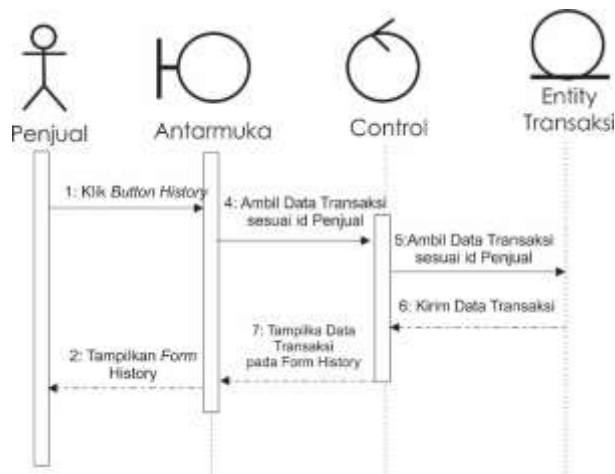 Penjual
Antarmuka
Control
Entity
Transaksi
1: Klik Button History
4: Ambil Data Transaksi
sesuai id Penjual
5:Ambil Data Transaksi
sesuai id Penjual
6: Kirim Data Transaksi
7: Tampilka Data
Transaksi
pada Form History
2: Tampilkan Form
History